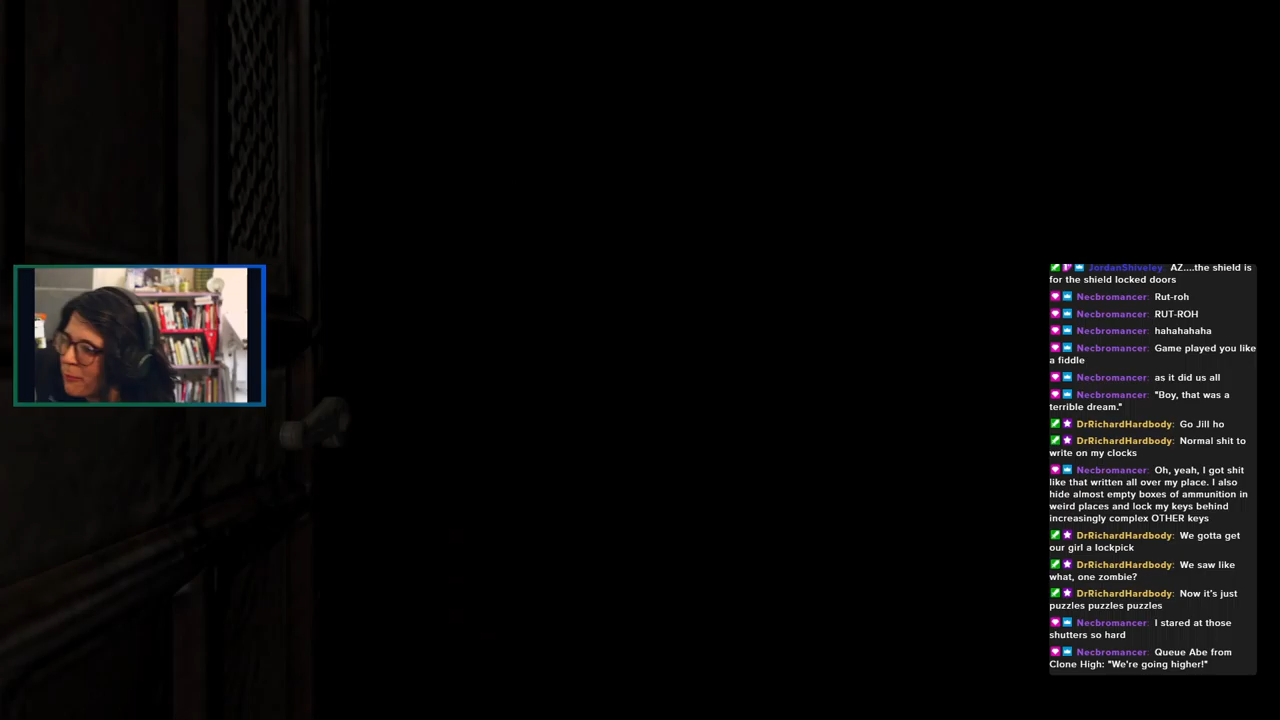 JordanShiveley AZ....the shield is
for the shield locked doors
Necbromancer: Rut-roh
Necbromancer: RUT-ROH
Necbromancer: hahahahaha
Necbromancer: Game played you like
a fiddle
Necbromancer: as it did us all
Necbromancer: "Boy, that was a
terrible dream."
DrRichardHardbody: Go Jill ho
DrRichardHardbody: Normal shit to
write on my clocks
Necbromancer: Oh, yeah, I got shit
like that written all over my place. I also
hide almost empty boxes of ammunition in
weird places and lock my keys behind
increasingly complex OTHER keys
DrRichardHardbody: We gotta get
our girl a lockpick
DrRichardHardbody: We saw like
what, one zombie?
DrRichardHardbody: Now it's just
puzzles puzzles puzzles
Necbromancer: I stared at those
shutters so hard
Necbromancer: Queue Abe from
Clone High: "We're going higher!"